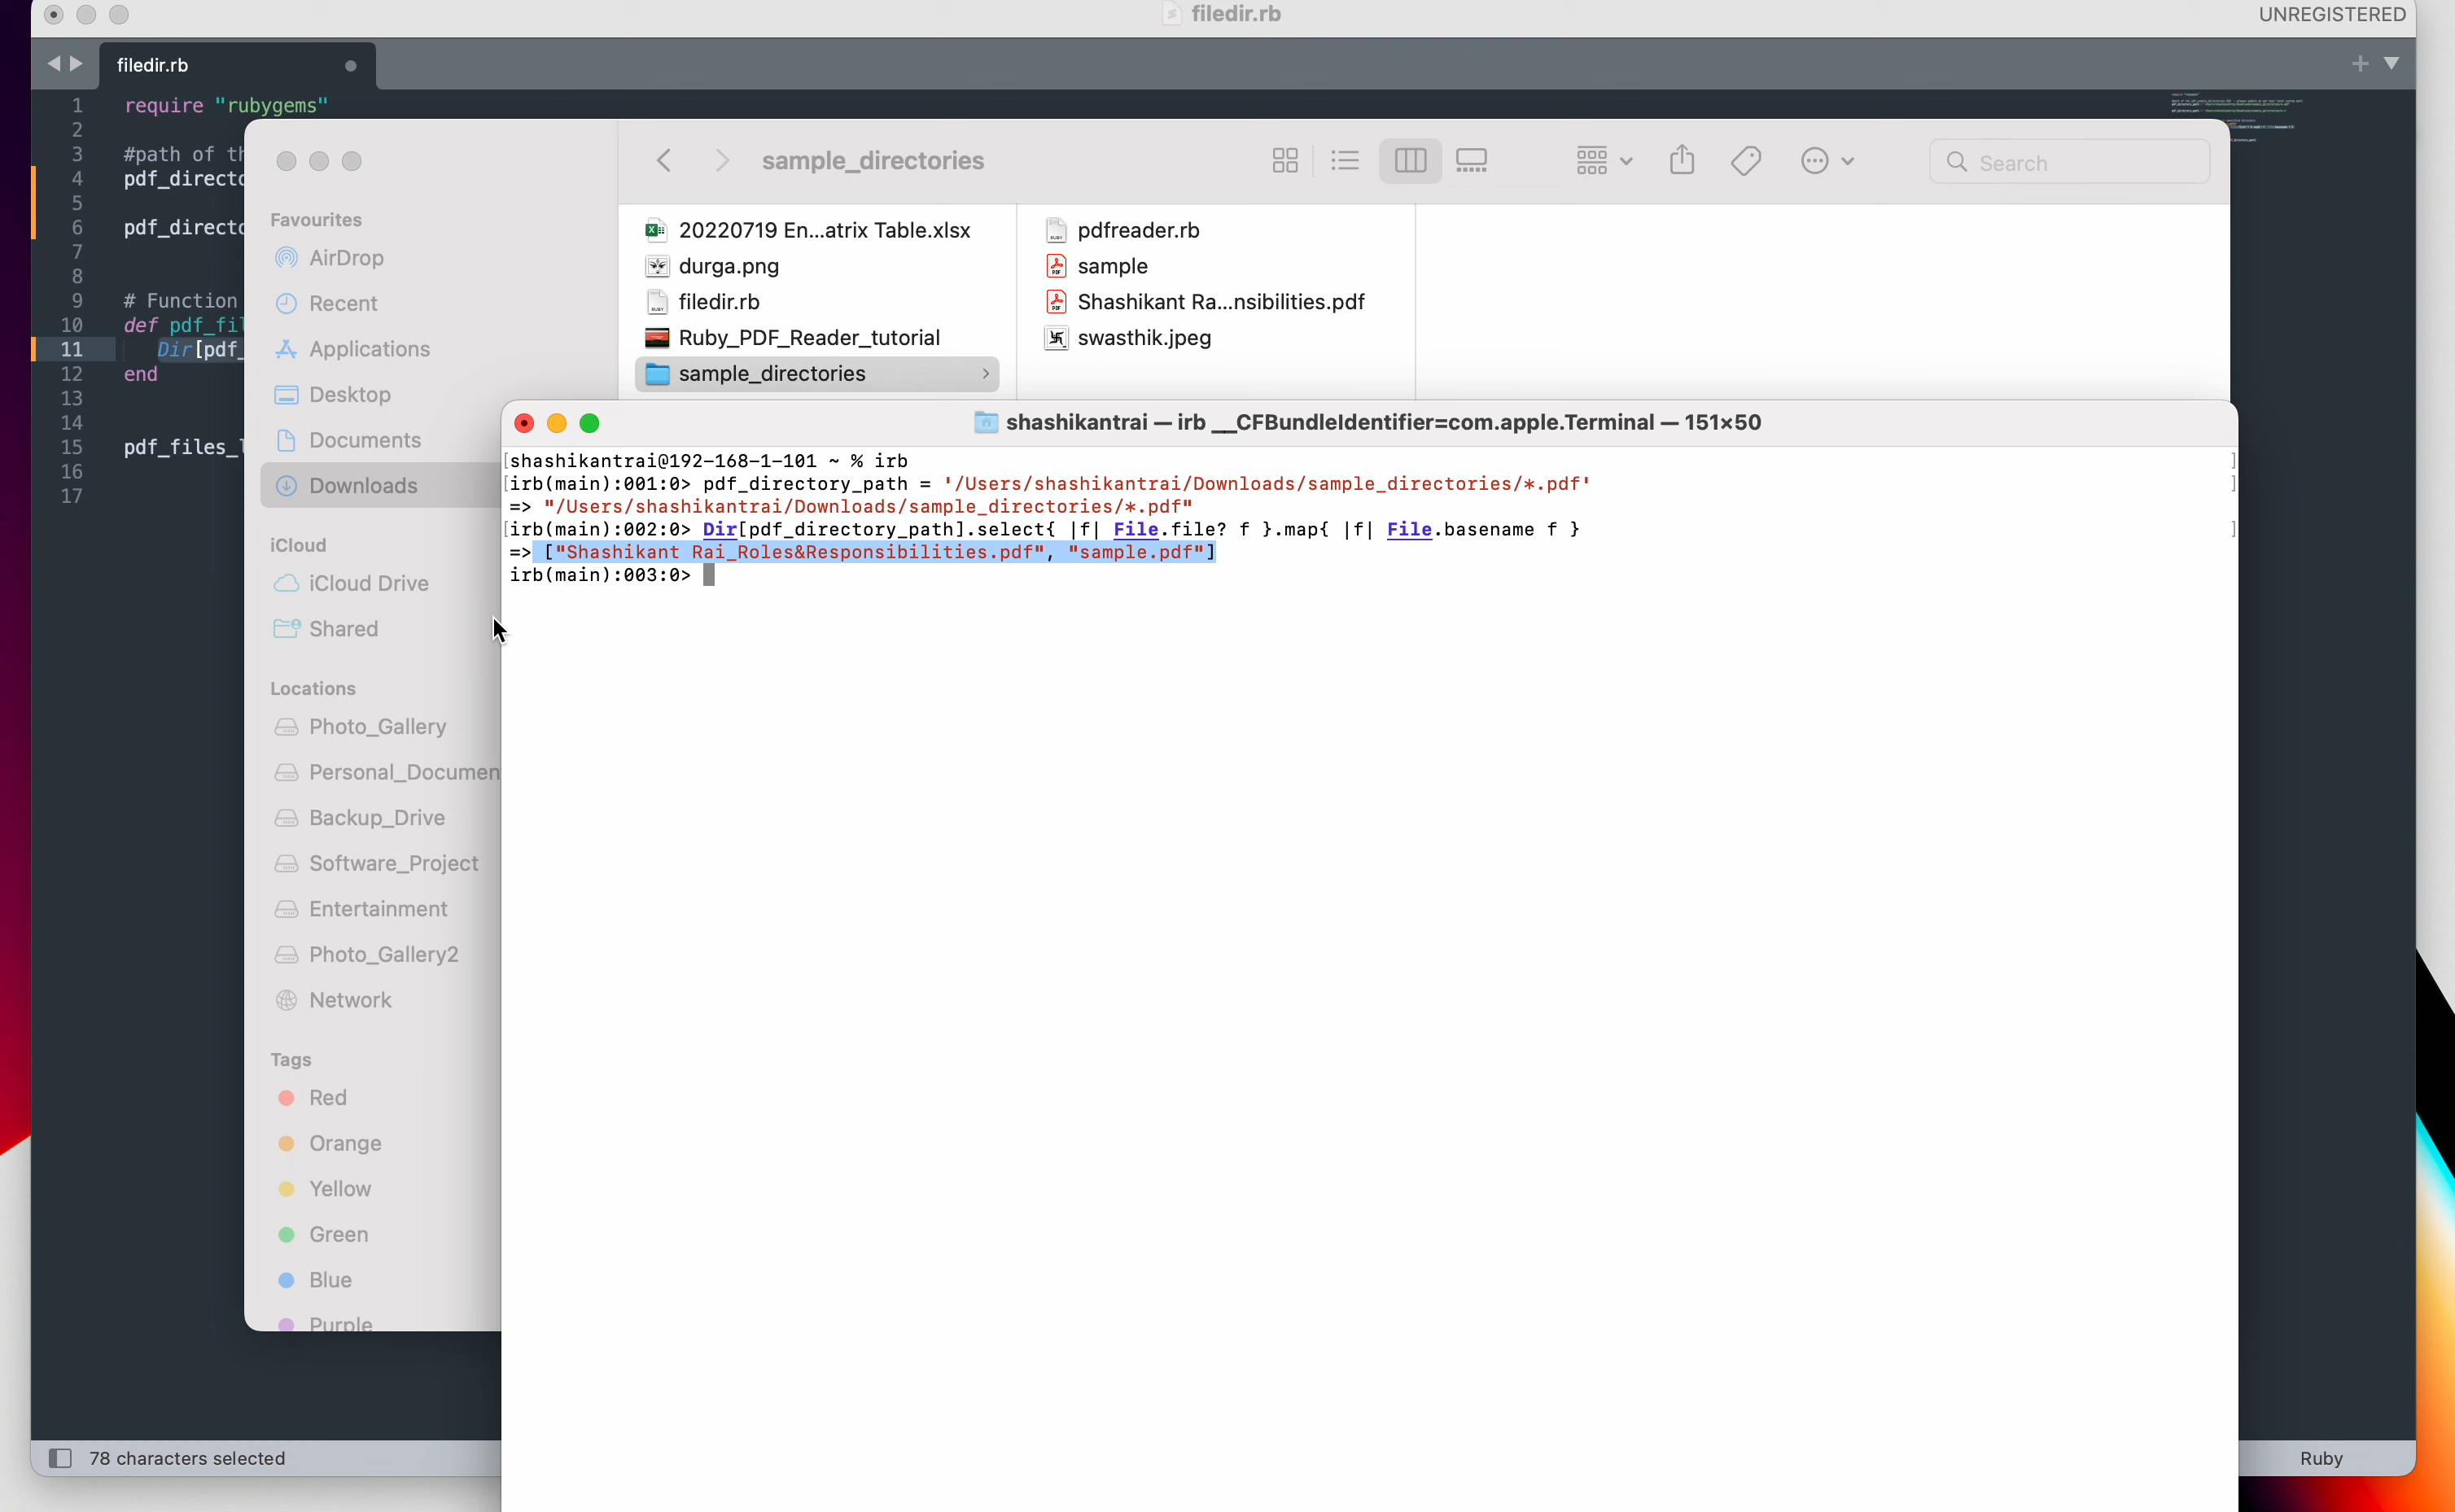 filedir.rb
UNREGISTERED
filedir.rb
1 require "rubygems"
2
3 #path of th
4 pdf_directo
5
6 pdf_directo
7
8
9 # Function
10 def pdf_fil
11 Dir[pdf_
12 end
13
14
15 pdf_files_l
16
17
78 characters selected
Ruby
sample_directories
Search
Favourites
AirDrop
Recent
Applications
Desktop
Documents
Downloads
iCloud
iCloud Drive
Shared
Locations
Photo_Gallery
Personal_Documen
Backup_Drive
Software_Project
Entertainment
Photo_Gallery2
Network
Tags
Red
Orange
Yellow
Green
Blue
Purple
20220719 En...atrix Table.xlsx
durga.png
filedir.rb
Ruby_PDF_Reader_tutorial
sample_directories
pdfreader.rb
sample
Shashikant Ra...nsibilities.pdf
swasthik.jpeg
shashikantrai — irb __CFBundleIdentifier=com.apple.Terminal — 151×50
[shashikantrai@192-168-1-101 ~ % irb ]
[irb(main):001:0> pdf_directory_path = '/Users/shashikantrai/Downloads/sample_directories/*.pdf' ]
=> "/Users/shashikantrai/Downloads/sample_directories/*.pdf"
[irb(main):002:0> Dir[pdf_directory_path].select{ |f| File.file? f }.map{ |f| File.basename f } ]
=> ["Shashikant Rai_Roles&Responsibilities.pdf", "sample.pdf"]
irb(main):003:0>